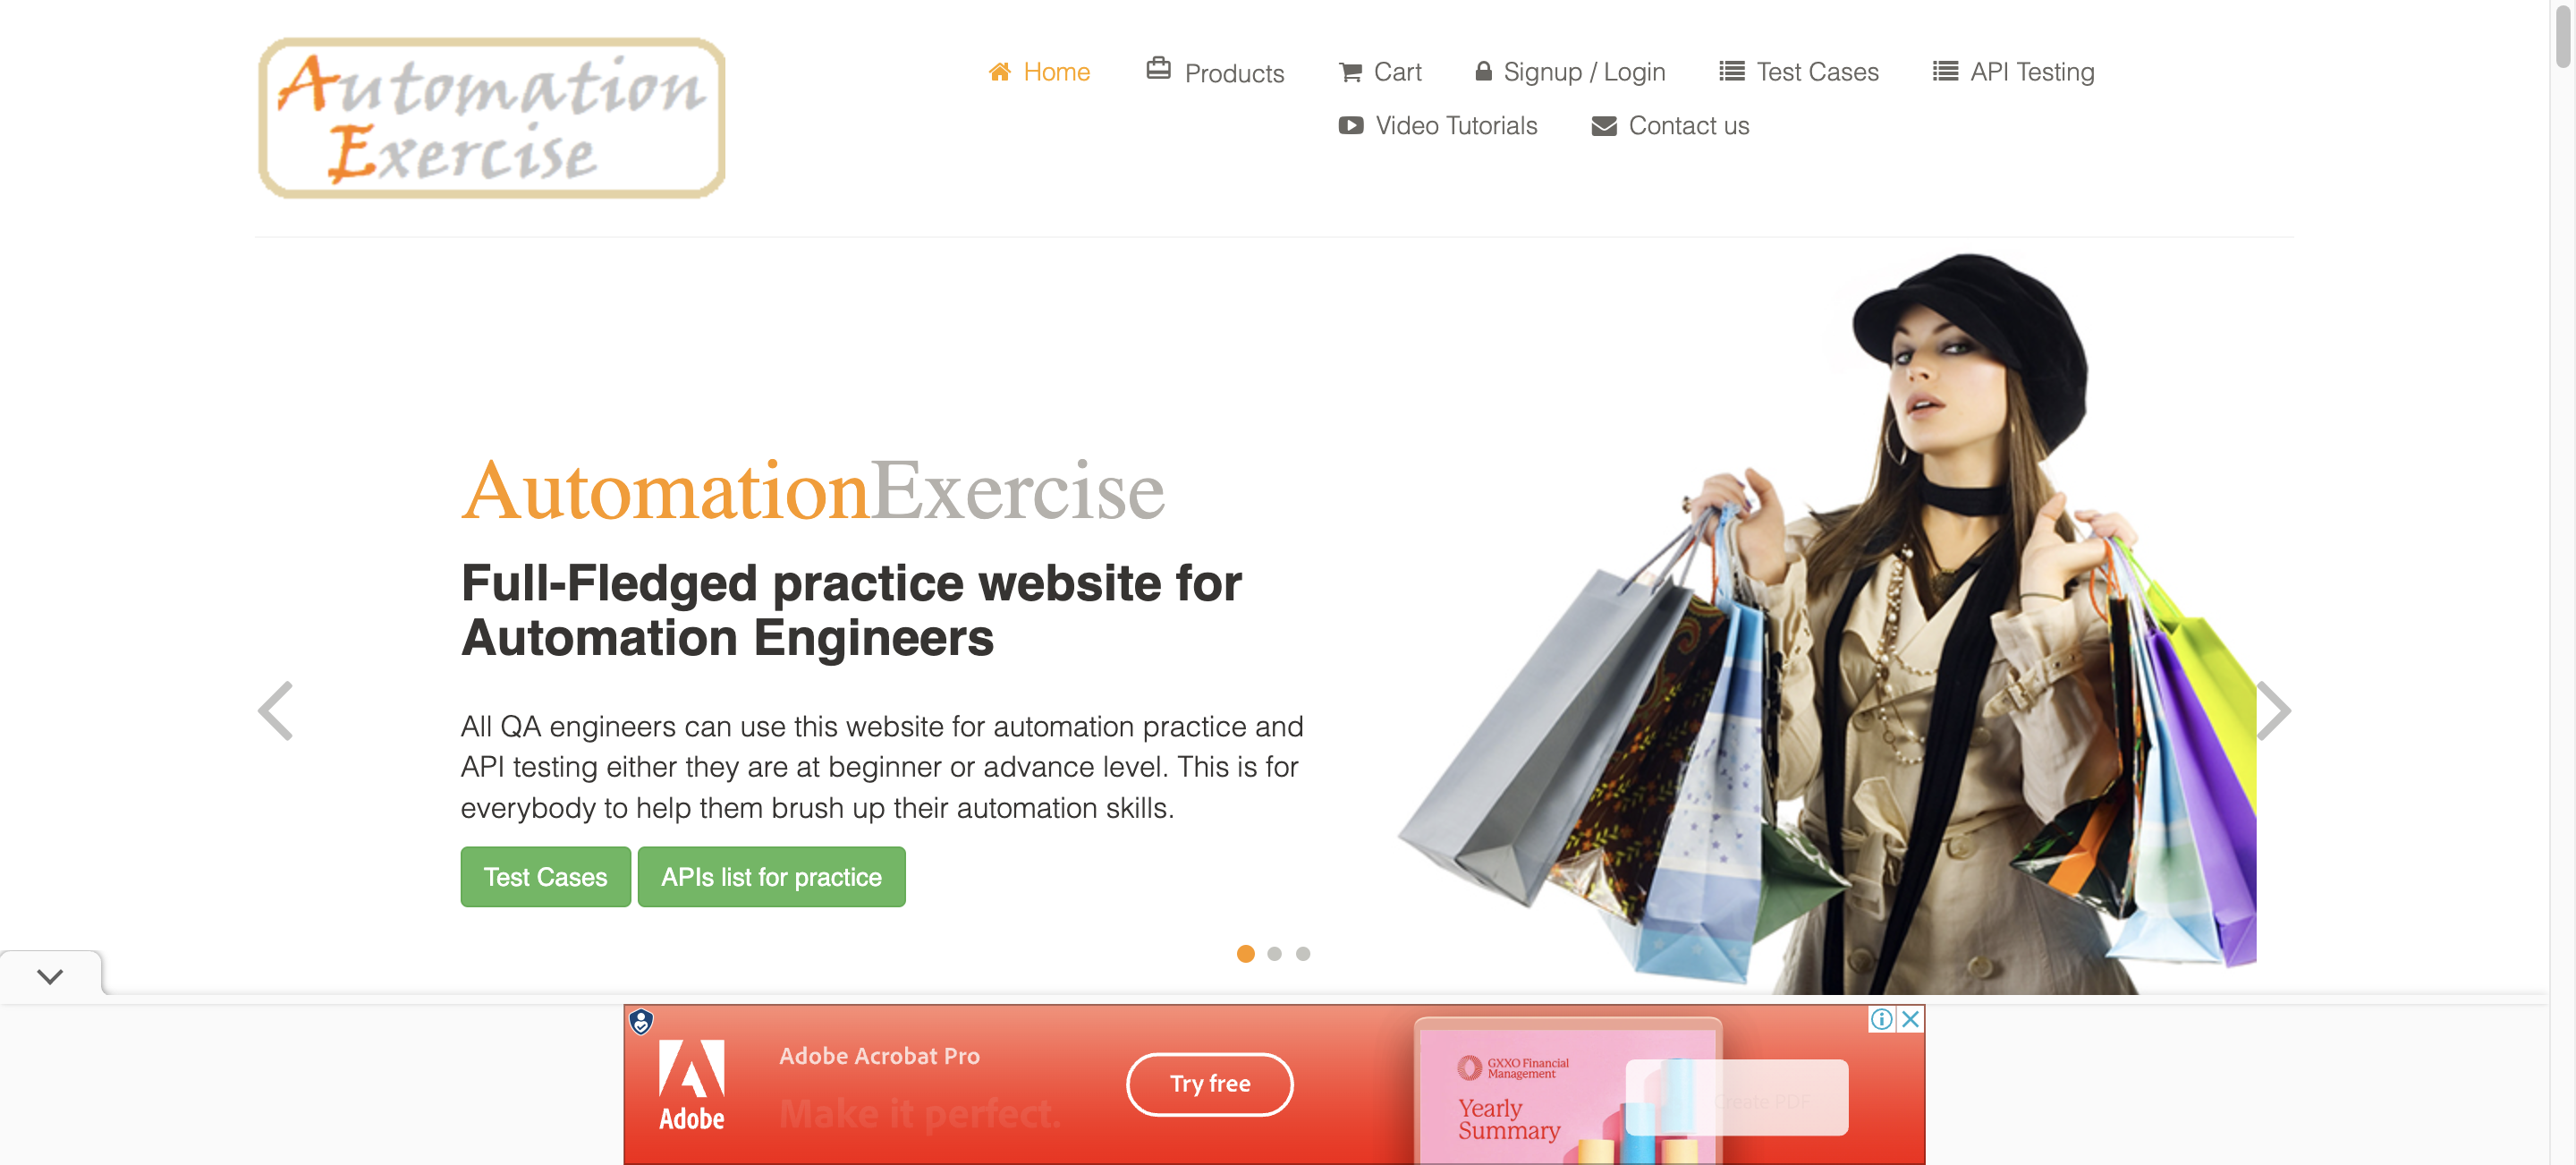 Automation
Exercise
Home
Products
Cart
Signup / Login
Test Cases
API Testing
Video Tutorials
Contact us
AutomationExercise
Full-Fledged practice website for
Automation Engineers
All QA engineers can use this website for automation practice and
API testing either they are at beginner or advance level. This is for
everybody to help them brush up their automation skills.
Test Cases
APIs list for practice
Adobe
Adobe Acrobat Pro
Make it perfect.
Try free
GXXO Financial
Management
Yearly
Summary
Create PDF